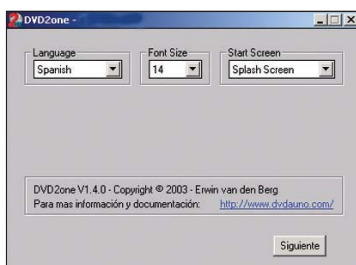 DVD2one -
Language Font Size Start Screen
Spanish 14 Splash Screen
DVD2one V1.4.0 - Copyright © 2003 - Erwin van den Berg
Para mas información y documentación: http://www.dvdauno.com/
Siguiente